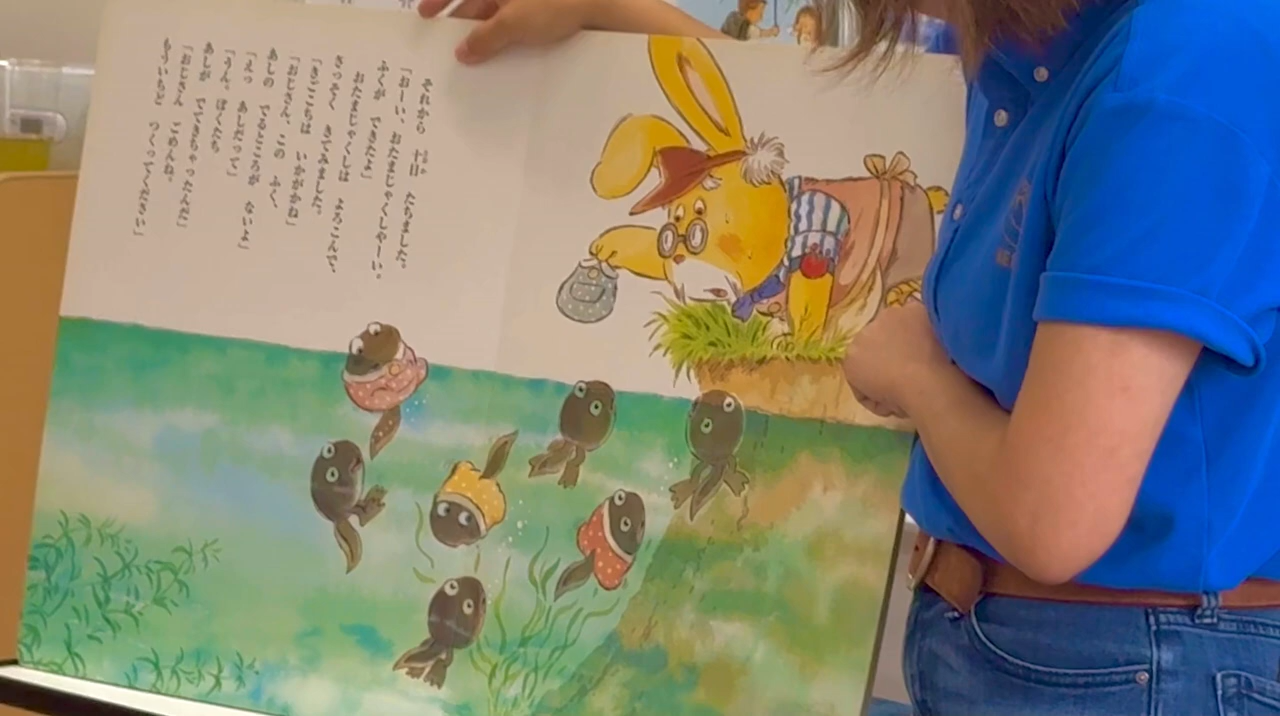 それから 十日 たちました。
「おーい、おたまじゃくしやーい。
ふくが できたよ」
おたまじゃくしは よろこんで、
さっそく きてみました。
「きごこちは いかがかね」
「おじさん、この ふく、
あしの でるところが ないよ」
「えっ あしだって」
「うん。ぼくたち
あしが でてきちゃったんだ」
「おじさん ごめんね。
もういちど つくってください」